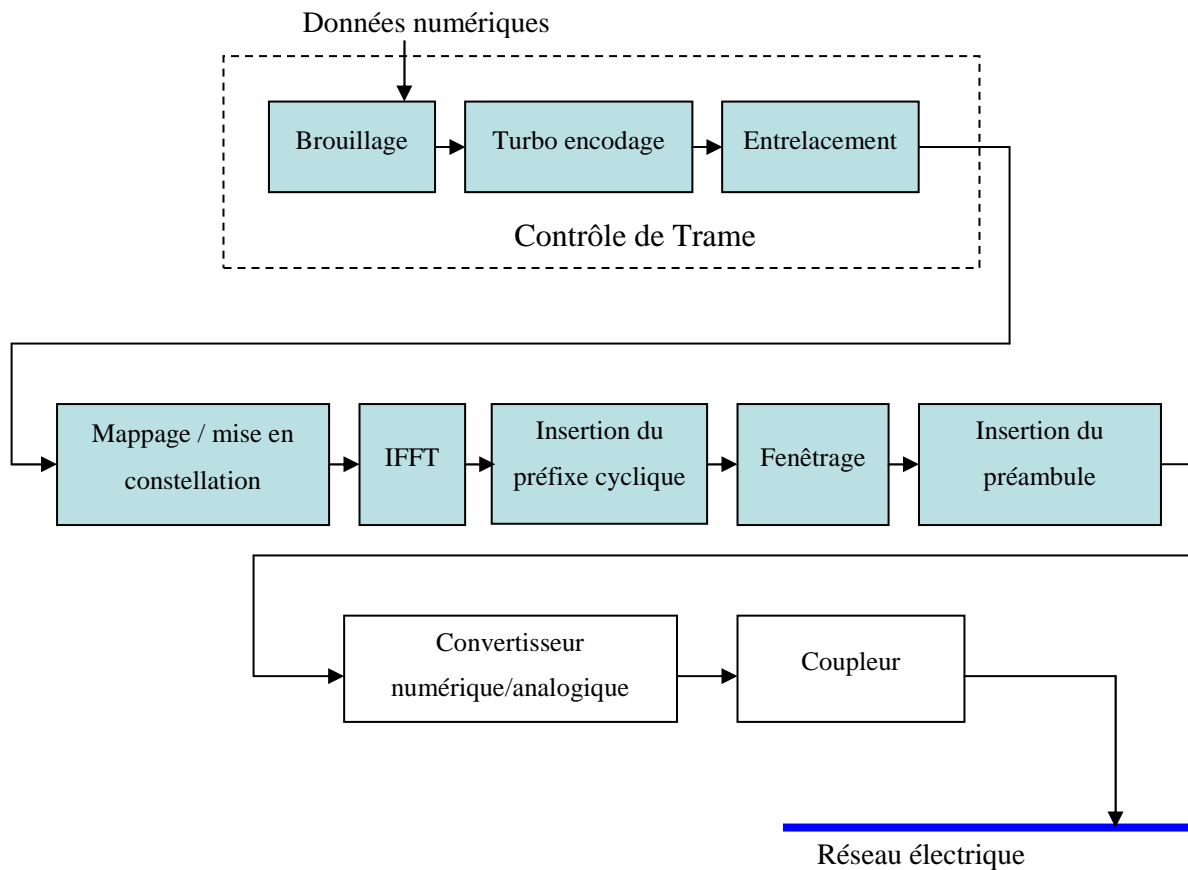 Données numériques
Brouillage
Turbo encodage
Entrelacement
Contrôle de Trame
Mappage / mise en
constellation
IFFT
Insertion du
préfixe cyclique
Fenêtrage
Insertion du
préambule
Convertisseur
numérique/analogique
Coupleur
Réseau électrique